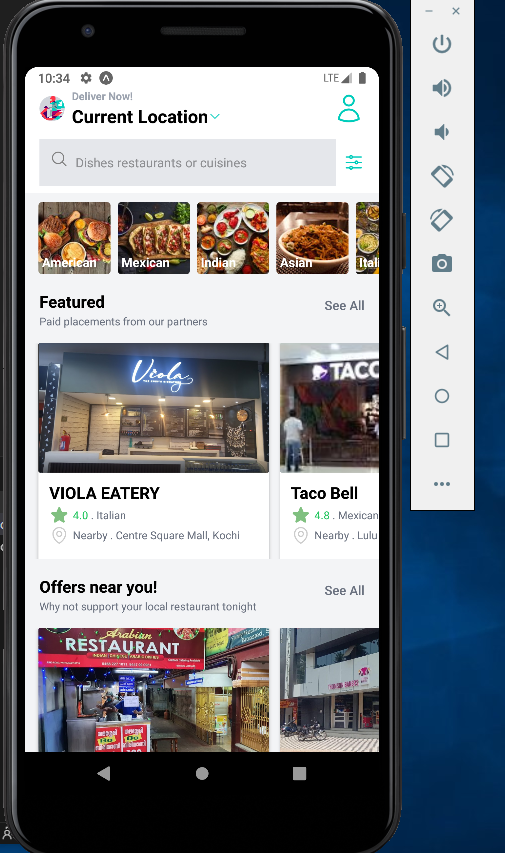 10:34
LTE
Deliver Now!
Current Location
Dishes restaurants or cuisines
American
Mexican
Indian
Asian
Itali
Featured
Paid placements from our partners
See All
Viola
TACO
VIOLA EATERY
4.0 . Italian
Nearby . Centre Square Mall, Kochi
Taco Bell
4.8 . Mexican
Nearby . Lulu
Offers near you!
Why not support your local restaurant tonight
See All
Arabian
RESTAURANT